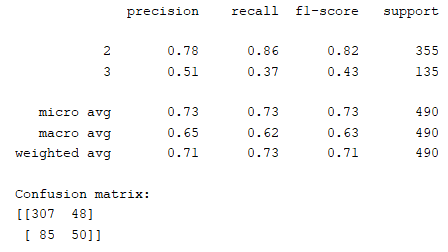 precision recall f1-score support
2 0.78 0.86 0.82 355
3 0.51 0.37 0.43 135
micro avg 0.73 0.73 0.73 490
macro avg 0.65 0.62 0.63 490
weighted avg 0.71 0.73 0.71 490
Confusion matrix:
[[307 48]
[ 85 50]]